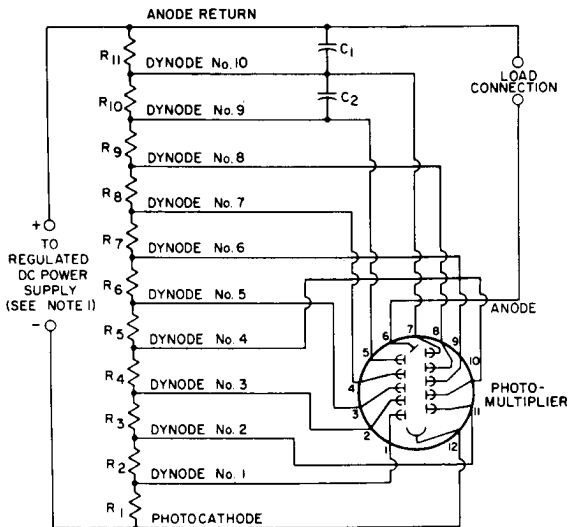 ANODE RETURN
R11
C1
DYNODE No. 10
R10
C2
LOAD
CONNECTION
DYNODE No. 9
R9
DYNODE No. 8
R8
DYNODE No. 7
R7
+
TO
REGULATED
DC POWER
SUPPLY
(SEE NOTE 1)
-
DYNODE No. 6
R6
DYNODE No. 5
ANODE
R5
DYNODE No. 4
R4
DYNODE No. 3
R3
DYNODE No. 2
R2
DYNODE No. 1
R1
PHOTOCATHODE
1
2
3
4
5
6
7
8
9
10
11
12
PHOTO-
MULTIPLIER